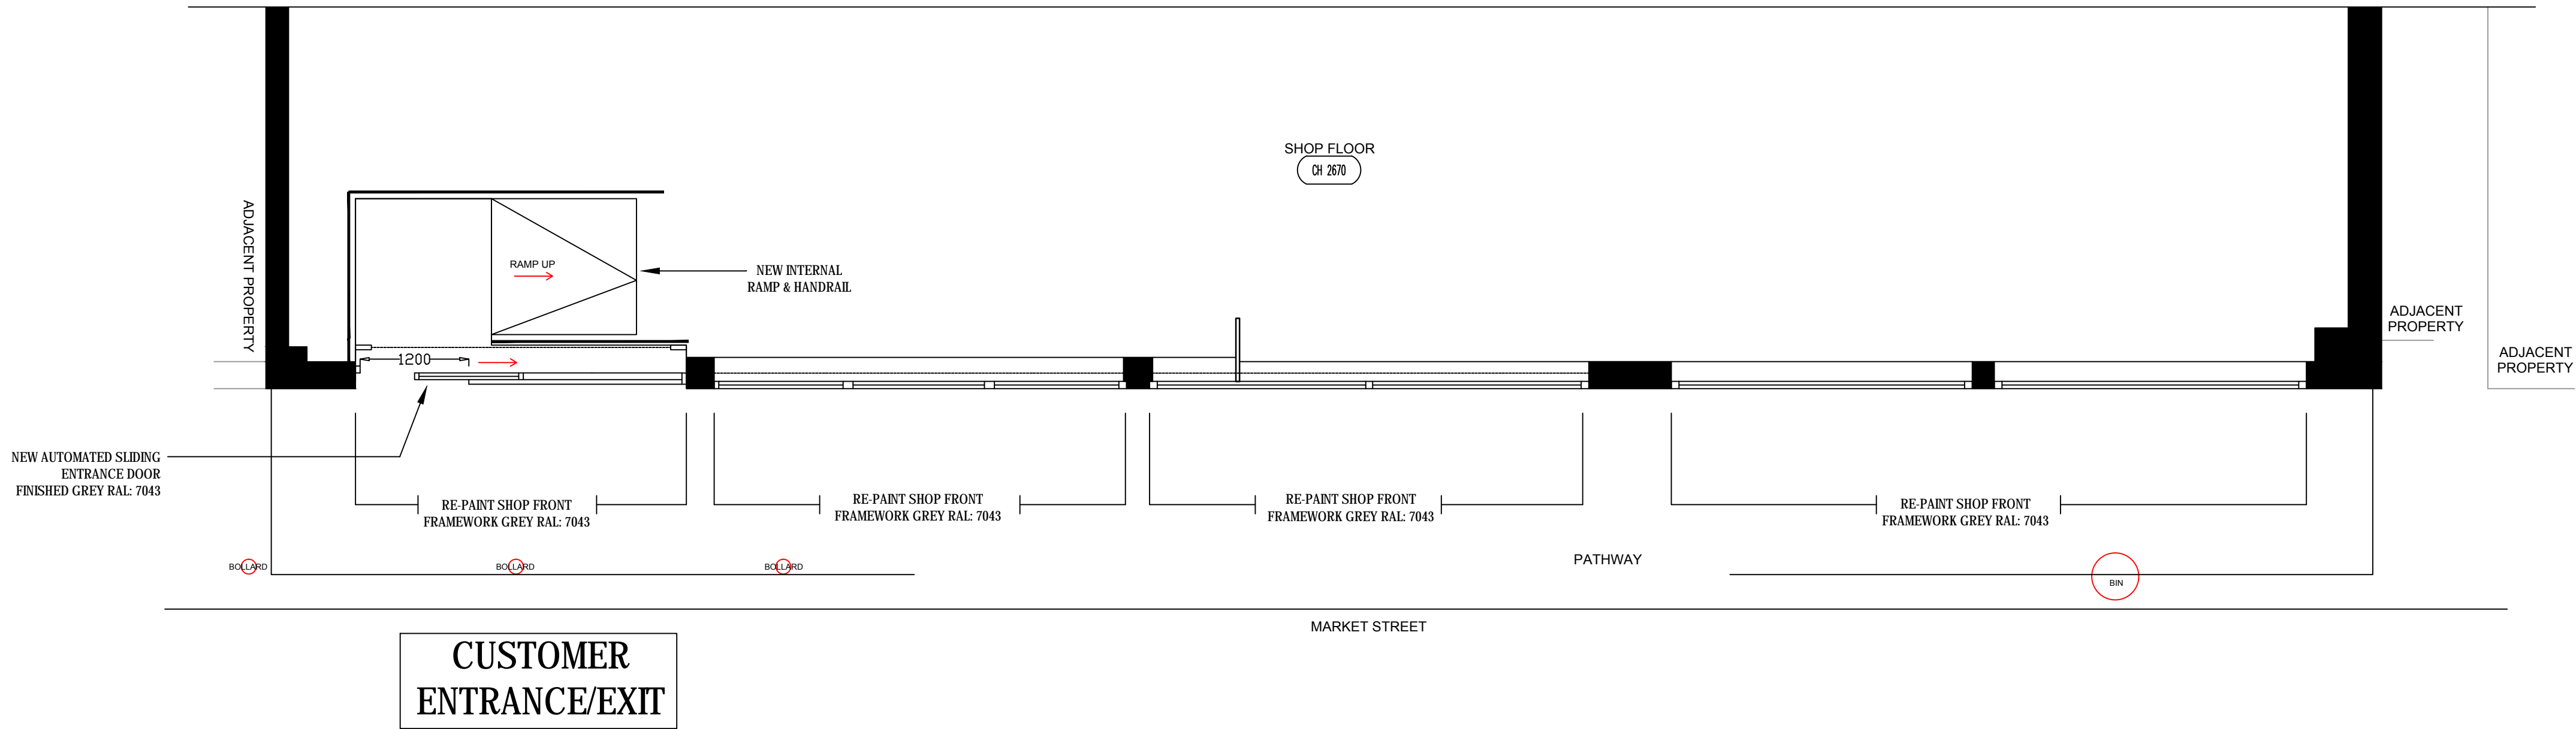 SHOP FLOOR
CH 2670
ADJACENT PROPERTY
RAMP UP
NEW INTERNAL
RAMP & HANDRAIL
1200
ADJACENT
PROPERTY
ADJACENT
PROPERTY
NEW AUTOMATED SLIDING
ENTRANCE DOOR
FINISHED GREY RAL: 7043
RE-PAINT SHOP FRONT
FRAMEWORK GREY RAL: 7043
RE-PAINT SHOP FRONT
FRAMEWORK GREY RAL: 7043
RE-PAINT SHOP FRONT
FRAMEWORK GREY RAL: 7043
RE-PAINT SHOP FRONT
FRAMEWORK GREY RAL: 7043
BOLLARD
BOLLARD
BOLLARD
PATHWAY
BIN
MARKET STREET
CUSTOMER
ENTRANCE/EXIT